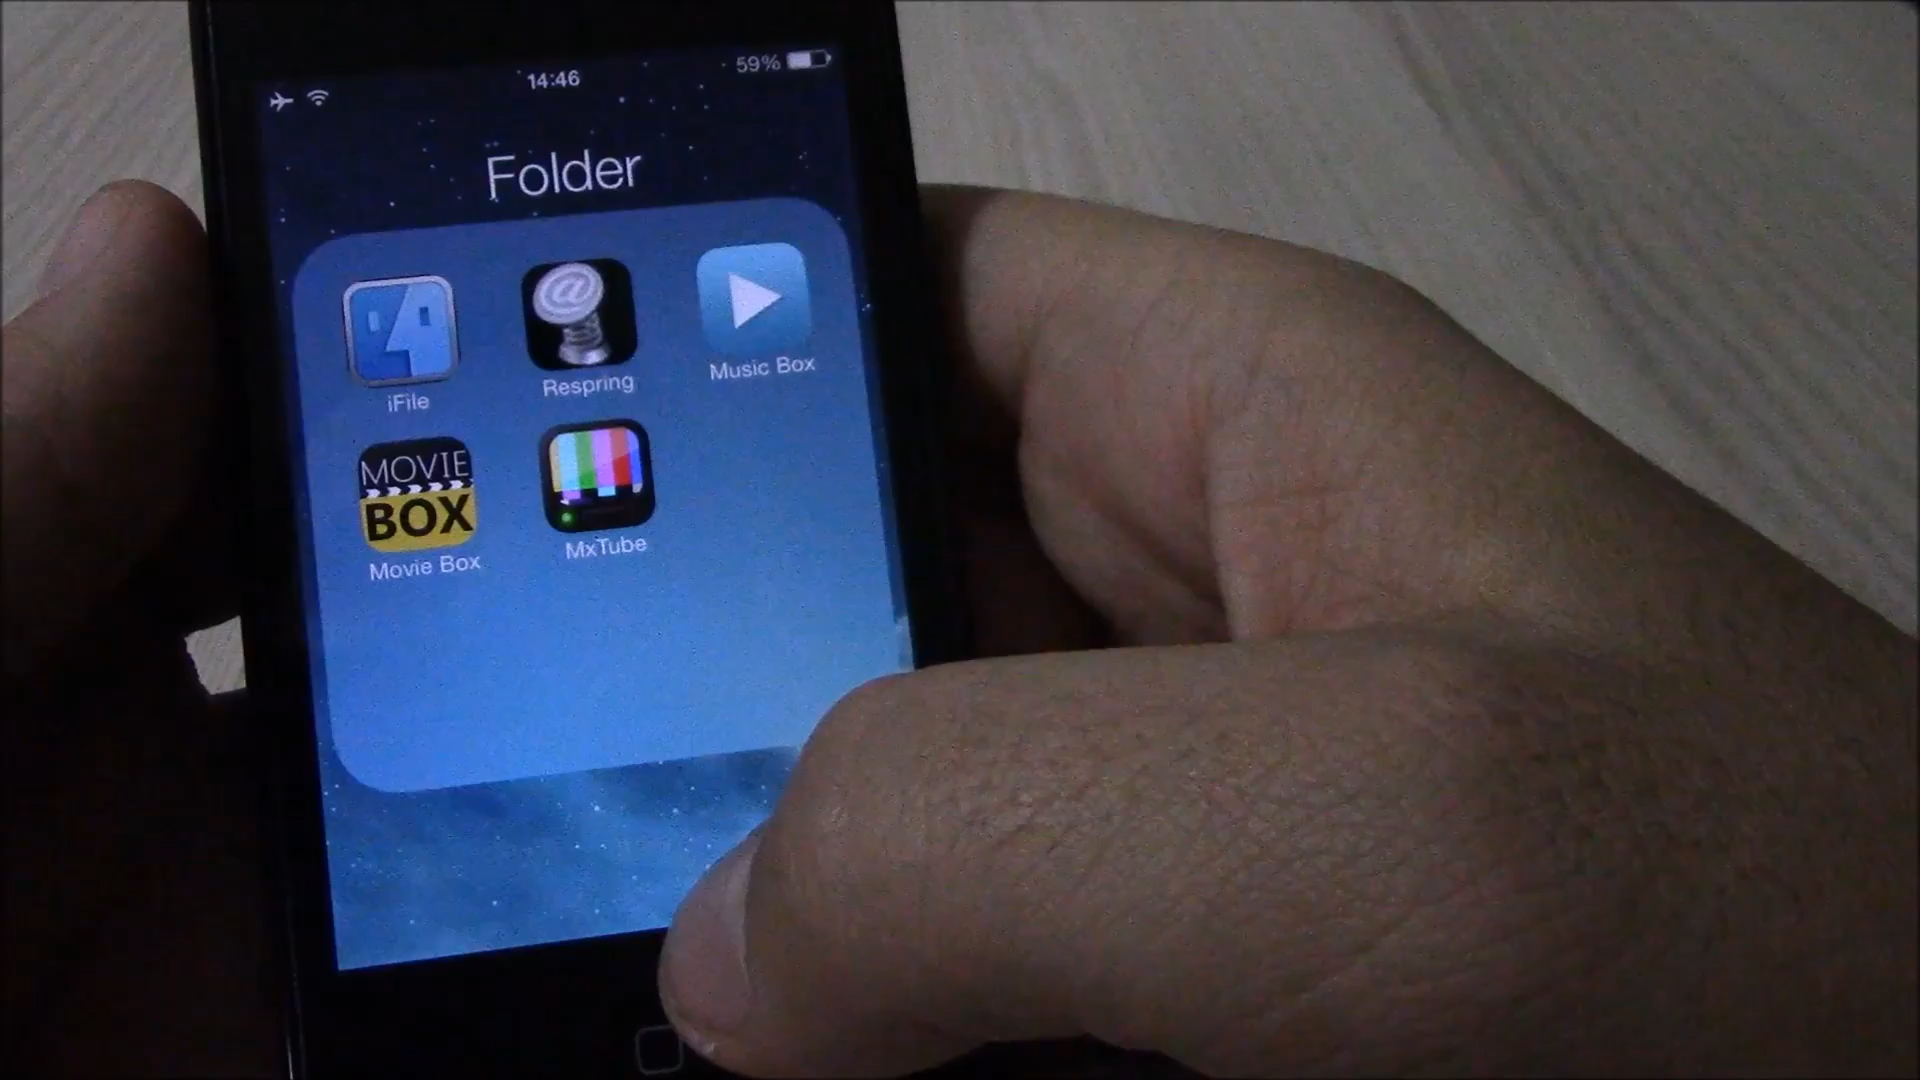 14:46
59%
Folder
iFile
Respring
Music Box
MOVIE
BOX
Movie Box
MxTube